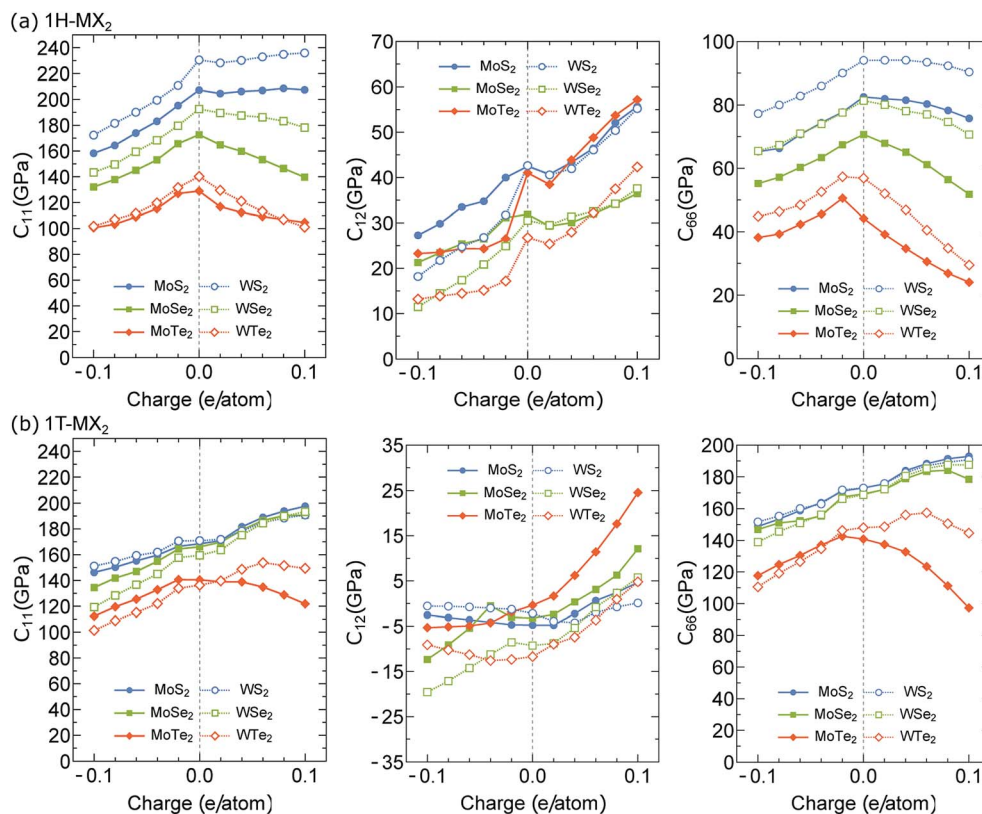 (a) 1H-MX2
C11(GPa)
240
220
200
180
160
140
120
100
80
60
40
20
0
MoS2 WS2
MoSe2 WSe2
MoTe2 WTe2
-0.1 0.0 0.1
Charge (e/atom)
C12(GPa)
70
60
50
40
30
20
10
0
MoS2 WS2
MoSe2 WSe2
MoTe2 WTe2
-0.1 0.0 0.1
Charge (e/atom)
C66(GPa)
100
80
60
40
20
0
MoS2 WS2
MoSe2 WSe2
MoTe2 WTe2
-0.1 0.0 0.1
Charge (e/atom)
(b) 1T-MX2
C11(GPa)
240
220
200
180
160
140
120
100
80
60
40
20
0
MoS2 WS2
MoSe2 WSe2
MoTe2 WTe2
-0.1 0.0 0.1
Charge (e/atom)
C12(GPa)
35
25
15
5
-5
-15
-25
-35
MoS2 WS2
MoSe2 WSe2
MoTe2 WTe2
-0.1 0.0 0.1
Charge (e/atom)
C66(GPa)
200
180
160
140
120
100
80
60
40
20
0
MoS2 WS2
MoSe2 WSe2
MoTe2 WTe2
-0.1 0.0 0.1
Charge (e/atom)